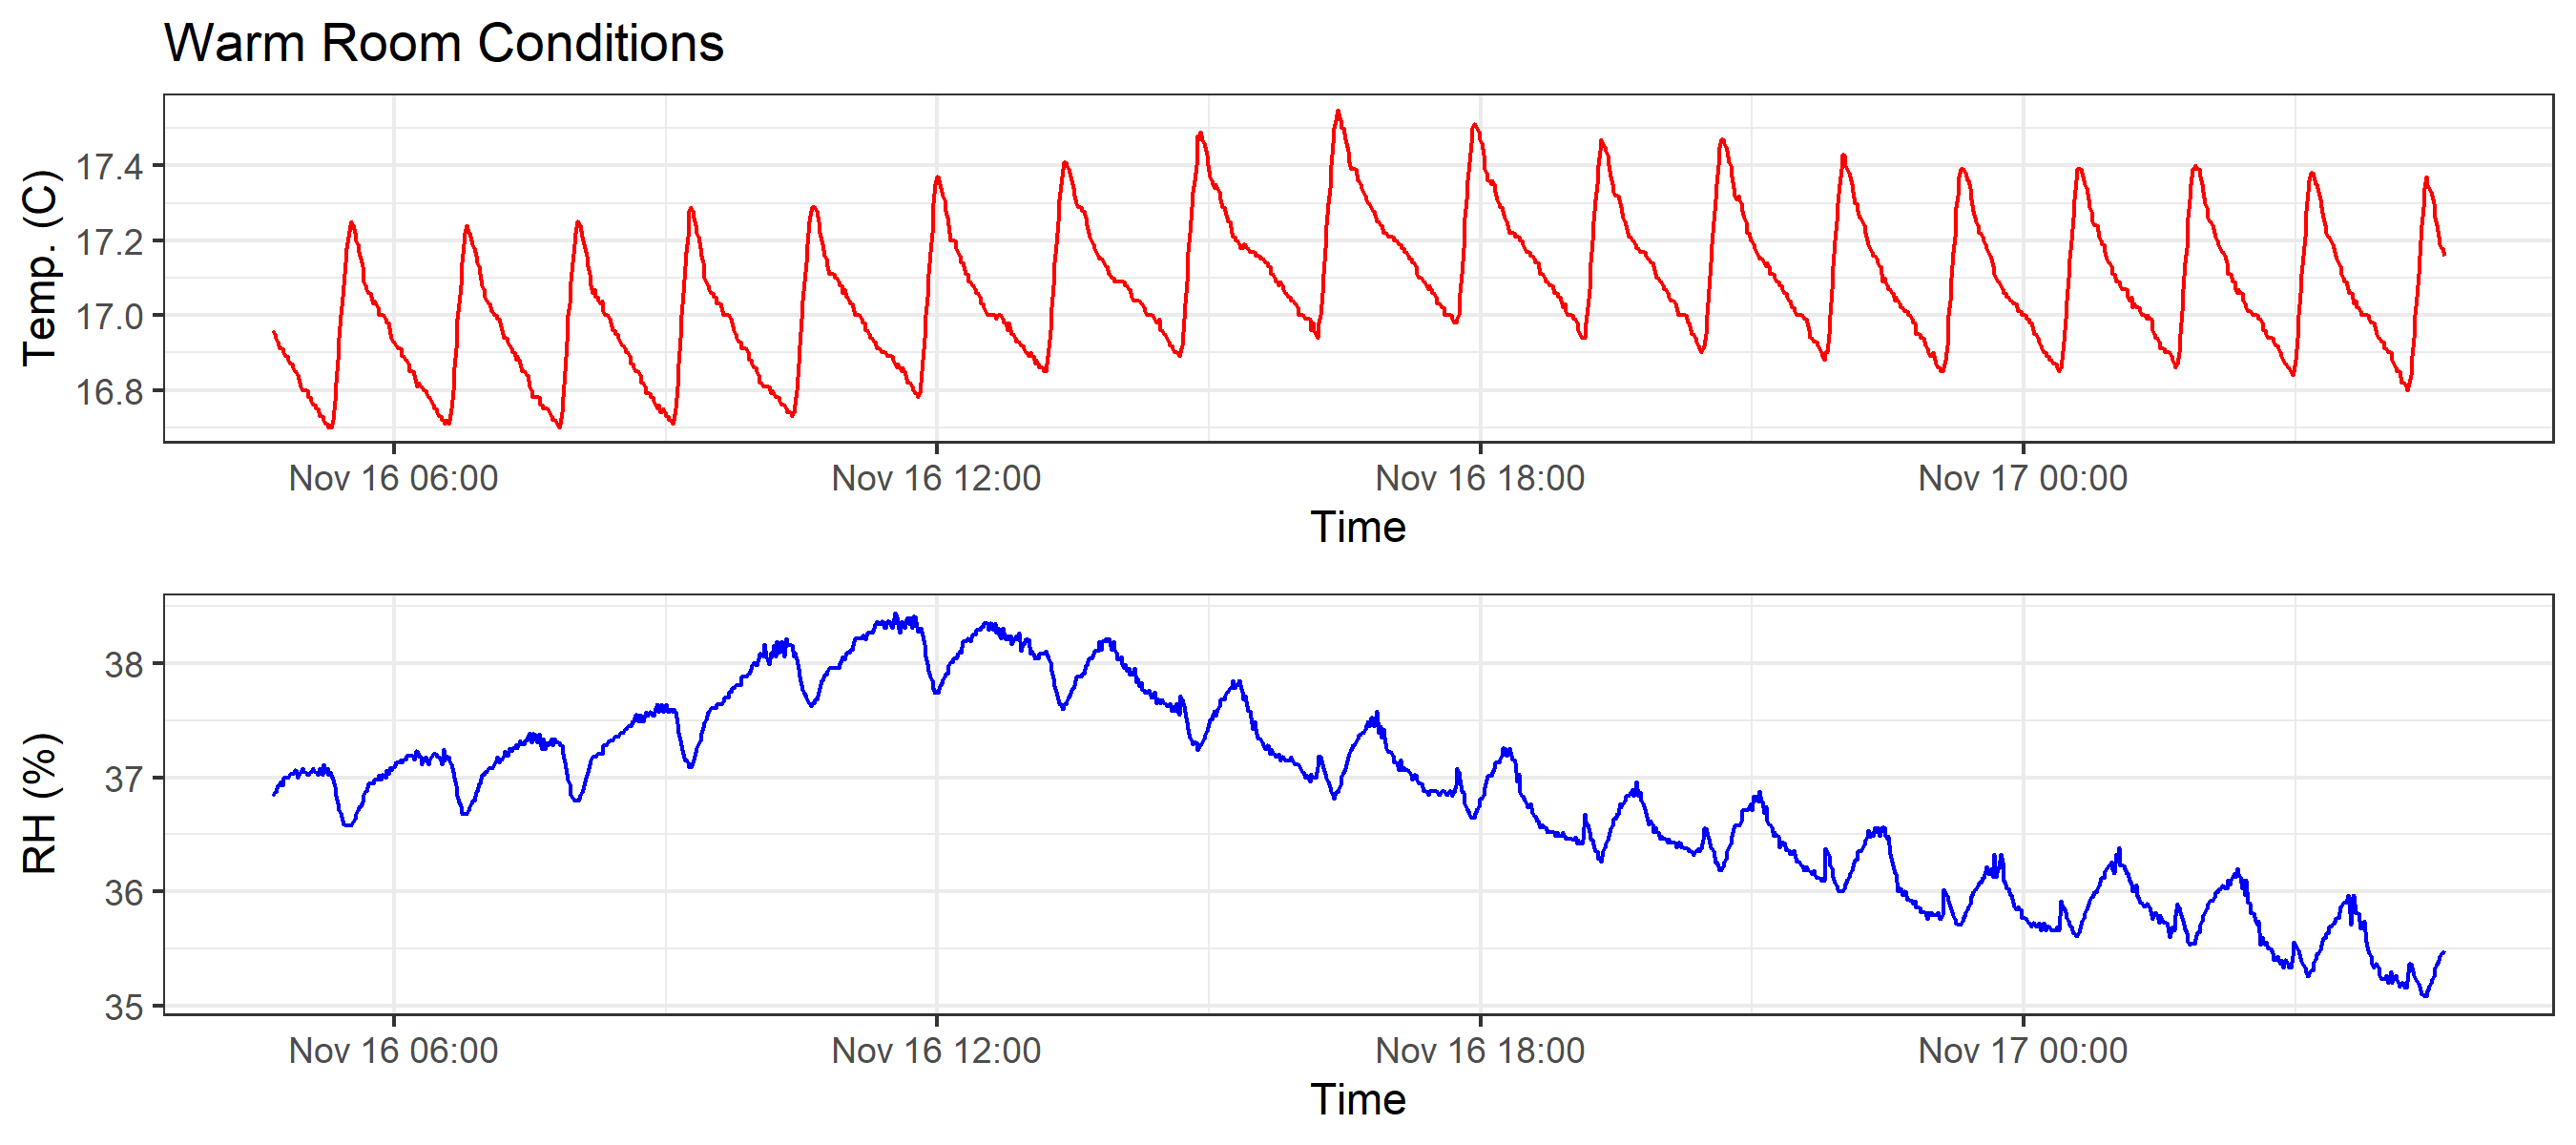 Warm Room Conditions
Temp. (C)
17.4
17.2
17.0
16.8
Nov 16 06:00 Nov 16 12:00 Nov 16 18:00 Nov 17 00:00
Time
RH (%)
38
37
36
35
Nov 16 06:00 Nov 16 12:00 Nov 16 18:00 Nov 17 00:00
Time